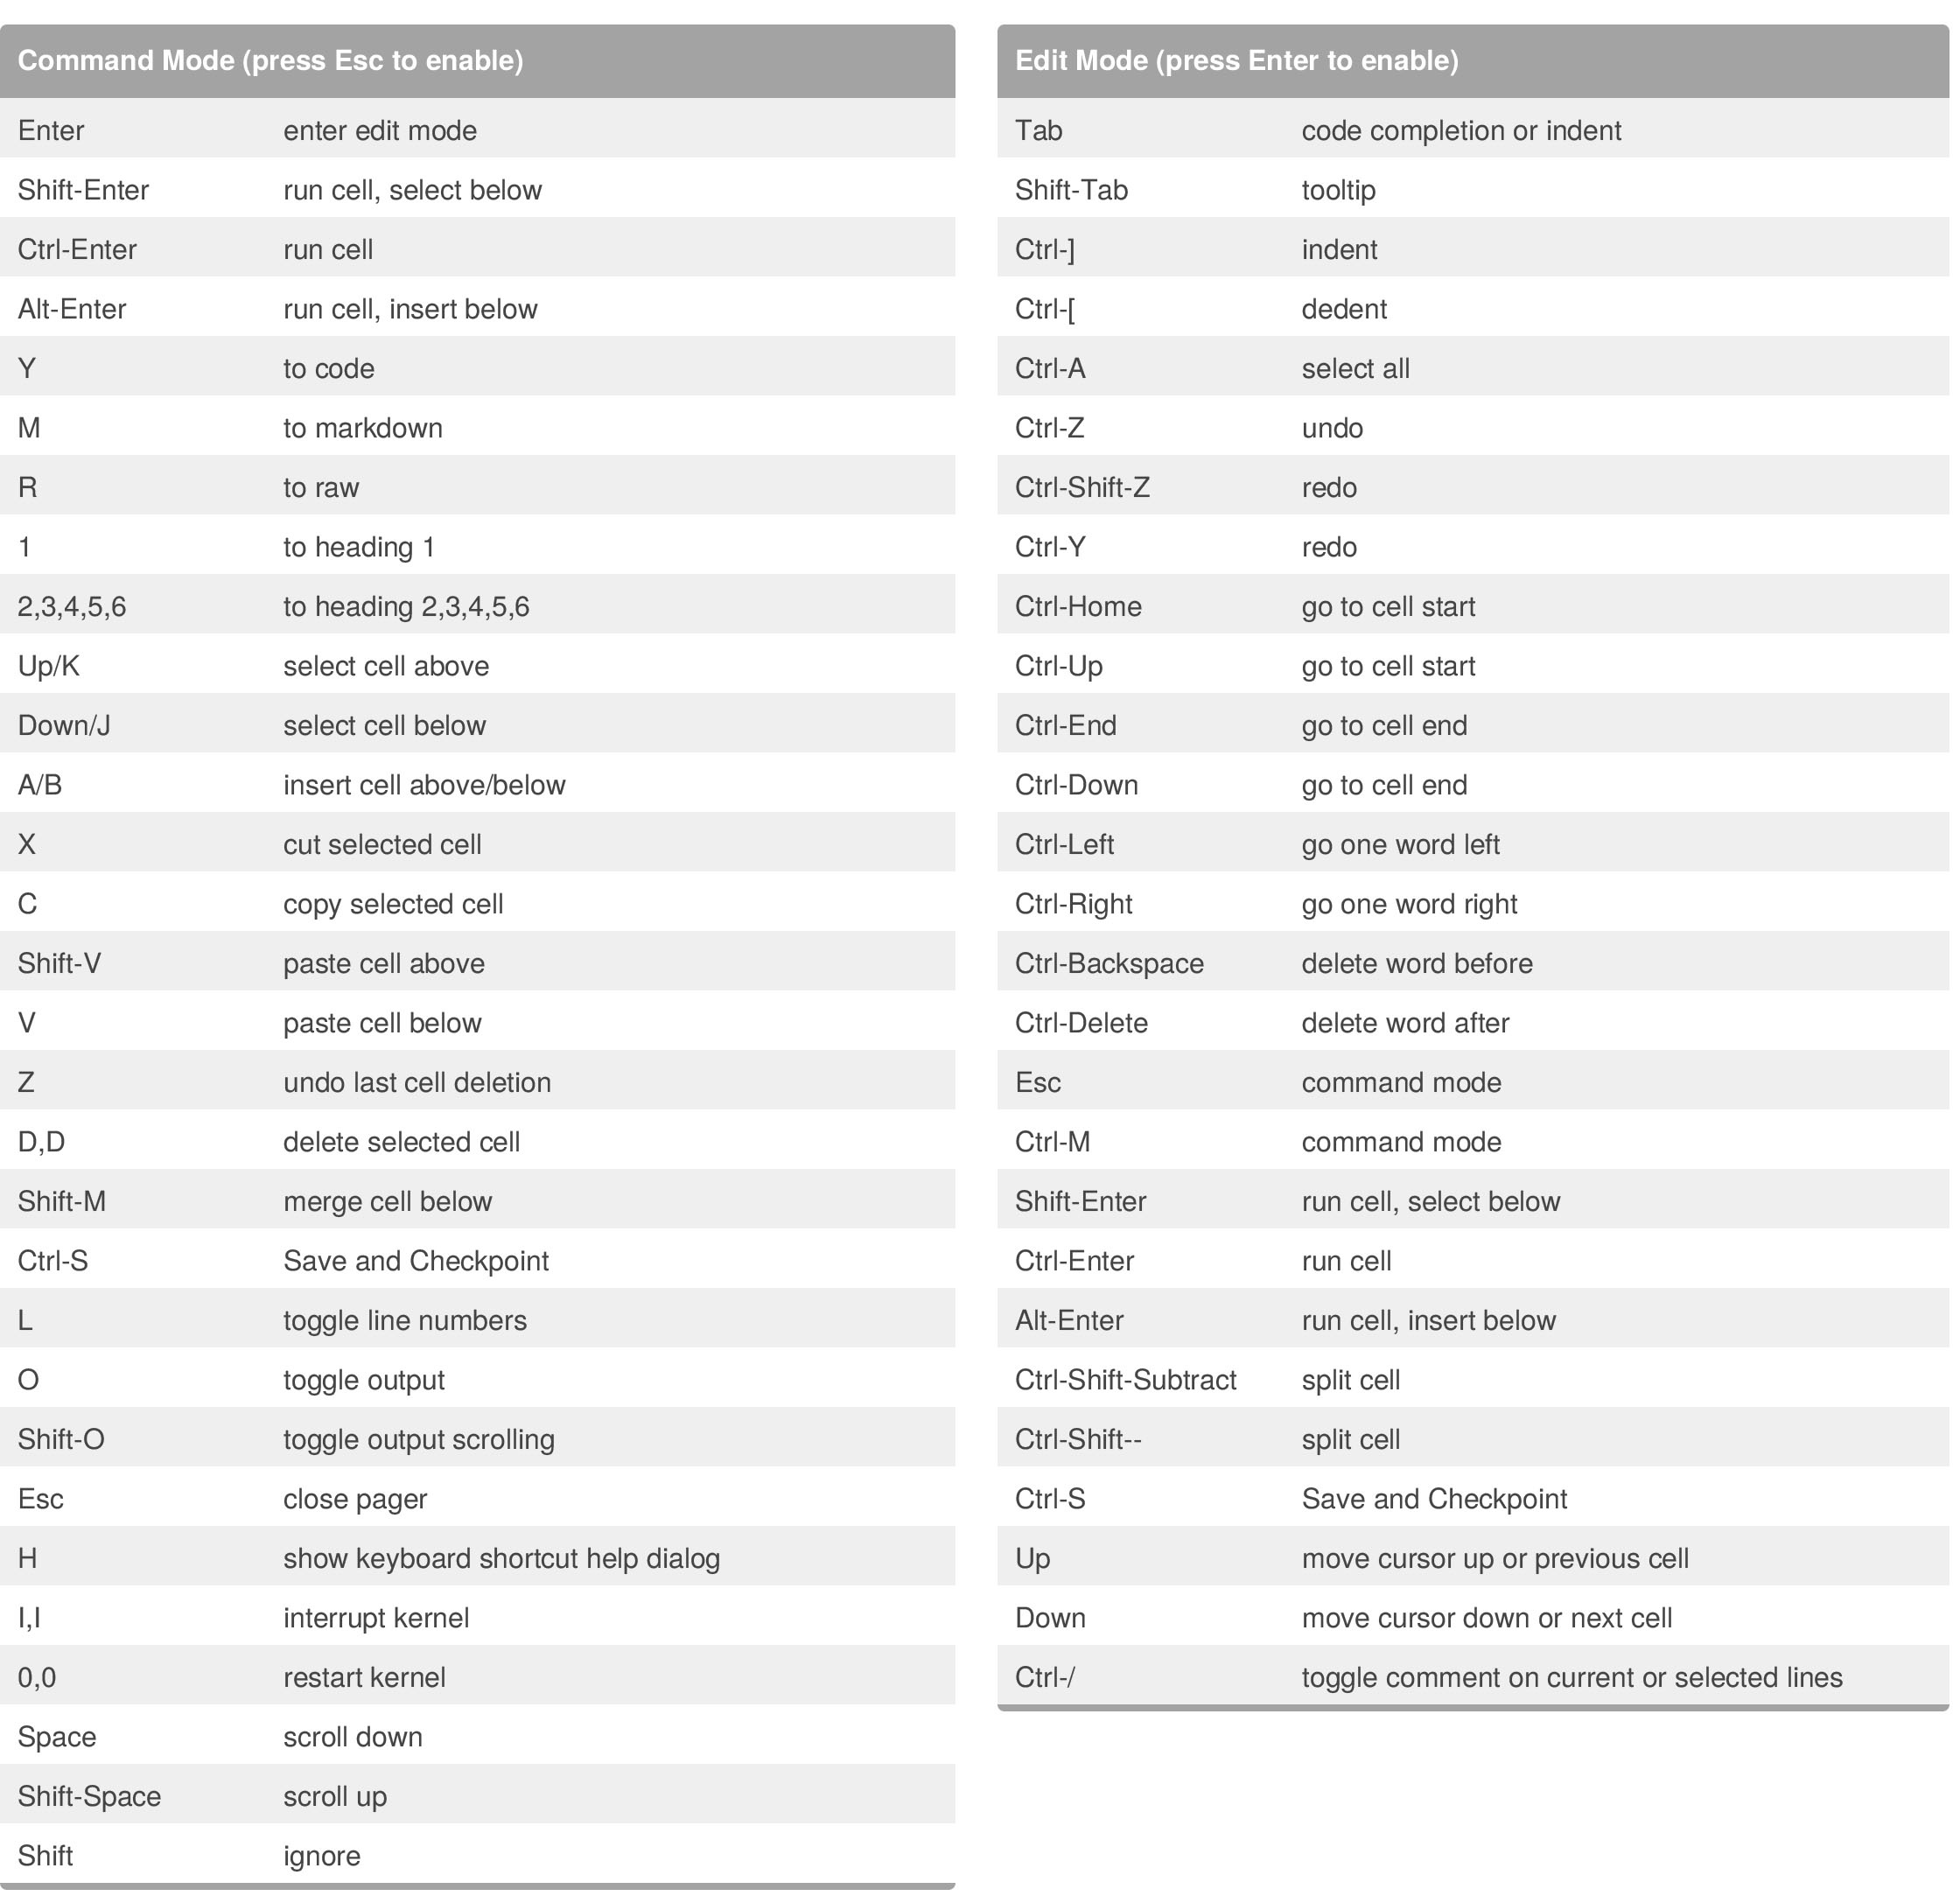 Command Mode (press Esc to enable)
Enter enter edit mode
Shift-Enter run cell, select below
Ctrl-Enter run cell
Alt-Enter run cell, insert below
Y to code
M to markdown
R to raw
1 to heading 1
2,3,4,5,6 to heading 2,3,4,5,6
Up/K select cell above
Down/J select cell below
A/B insert cell above/below
X cut selected cell
C copy selected cell
Shift-V paste cell above
V paste cell below
Z undo last cell deletion
D,D delete selected cell
Shift-M merge cell below
Ctrl-S Save and Checkpoint
L toggle line numbers
O toggle output
Shift-O toggle output scrolling
Esc close pager
H show keyboard shortcut help dialog
I,I interrupt kernel
0,0 restart kernel
Space scroll down
Shift-Space scroll up
Shift ignore
Edit Mode (press Enter to enable)
Tab code completion or indent
Shift-Tab tooltip
Ctrl-] indent
Ctrl-[ dedent
Ctrl-A select all
Ctrl-Z undo
Ctrl-Shift-Z redo
Ctrl-Y redo
Ctrl-Home go to cell start
Ctrl-Up go to cell start
Ctrl-End go to cell end
Ctrl-Down go to cell end
Ctrl-Left go one word left
Ctrl-Right go one word right
Ctrl-Backspace delete word before
Ctrl-Delete delete word after
Esc command mode
Ctrl-M command mode
Shift-Enter run cell, select below
Ctrl-Enter run cell
Alt-Enter run cell, insert below
Ctrl-Shift-Subtract split cell
Ctrl-Shift-- split cell
Ctrl-S Save and Checkpoint
Up move cursor up or previous cell
Down move cursor down or next cell
Ctrl-/ toggle comment on current or selected lines